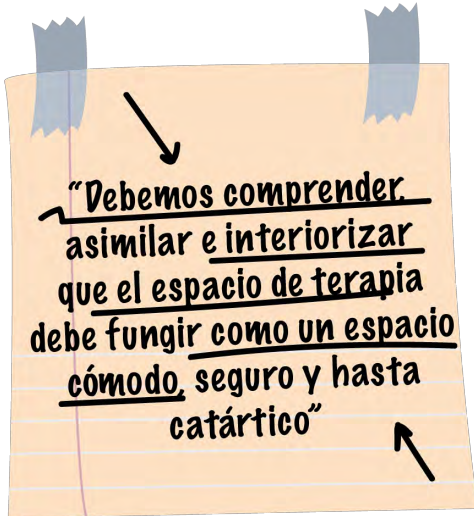 “Debemos comprender,
asimilar e interiorizar
que el espacio de terapia
debe fungir como un espacio
cómodo, seguro y hasta
catártico”